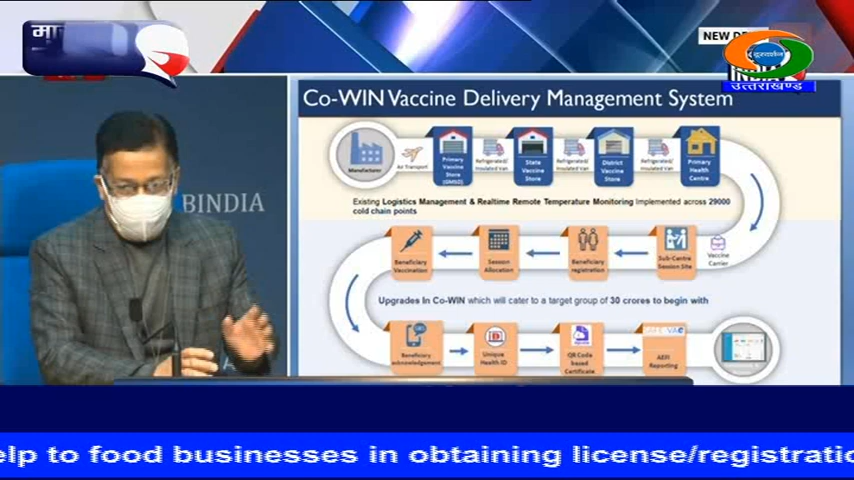 मा
NEW DE
दूरदर्शन
INDIA
उत्तराखण्ड
BINDIA
Co-WIN Vaccine Delivery Management System
Manufacturer
Air Transport
Primary
Vaccine
Store
(GMSD)
Refrigerated/
Insulated Van
State
Vaccine
Store
Refrigerated/
Insulated Van
District
Vaccine
Store
Refrigerated/
Insulated Van
Primary
Health
Centre
Existing Logistics Management & Realtime Remote Temperature Monitoring Implemented across 29000
cold chain points
Beneficiary
Vaccination
Session
Allocation
Beneficiary
registration
Sub-Centre
Session Site
Vaccine
Carrier
Upgrades In Co-WIN which will cater to a target group of 30 crores to begin with
Beneficiary
acknowledgement
Unique
Health ID
QR Code
based
Certificate
AEFI
Reporting
elp to food businesses in obtaining license/registratio